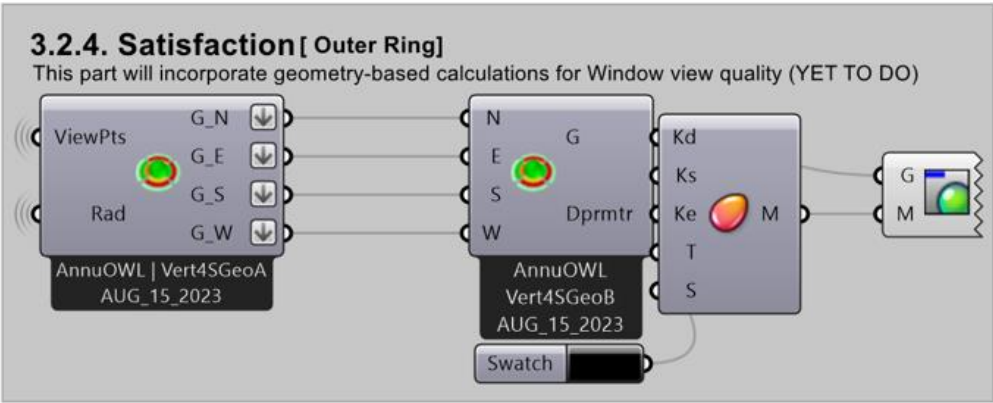 3.2.4. Satisfaction [ Outer Ring]
This part will incorporate geometry-based calculations for Window view quality (YET TO DO)
ViewPts
Rad
G_N
G_E
G_S
G_W
AnnuOWL | Vert4SGeoA
AUG_15_2023
N
E
S
W
G
Dprmtr
AnnuOWL
Vert4SGeoB
AUG_15_2023
Kd
Ks
Ke
T
S
M
G
M
Swatch